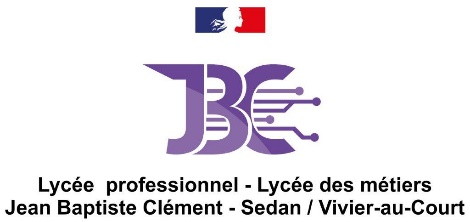 JBC
Lycée professionnel - Lycée des métiers
Jean Baptiste Clément - Sedan / Vivier-au-Court